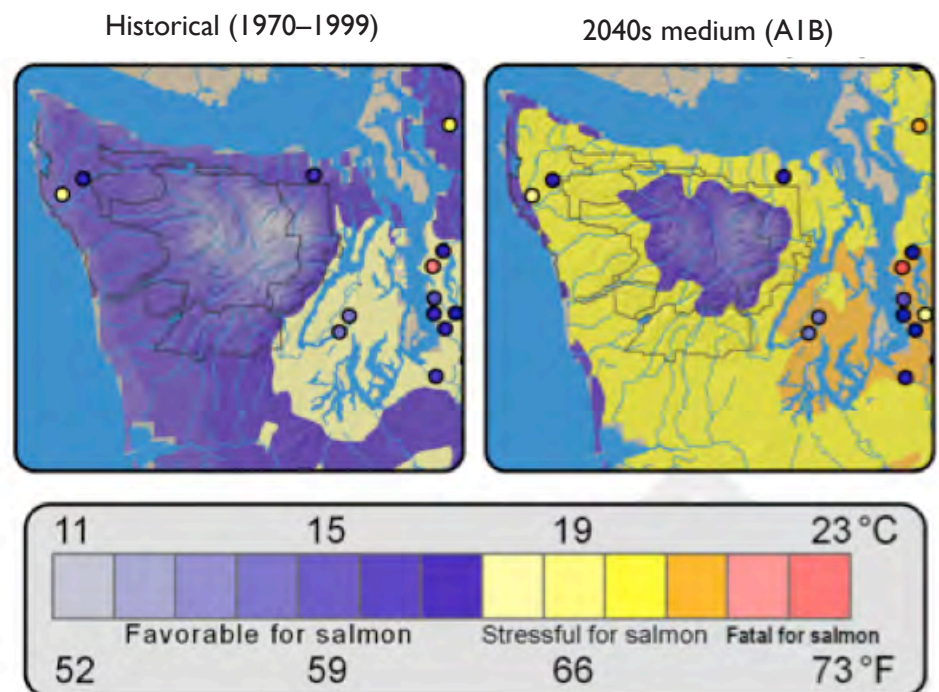 Historical (1970–1999)
2040s medium (A1B)
11 15 19 23 °C
Favorable for salmon Stressful for salmon Fatal for salmon
52 59 66 73 °F